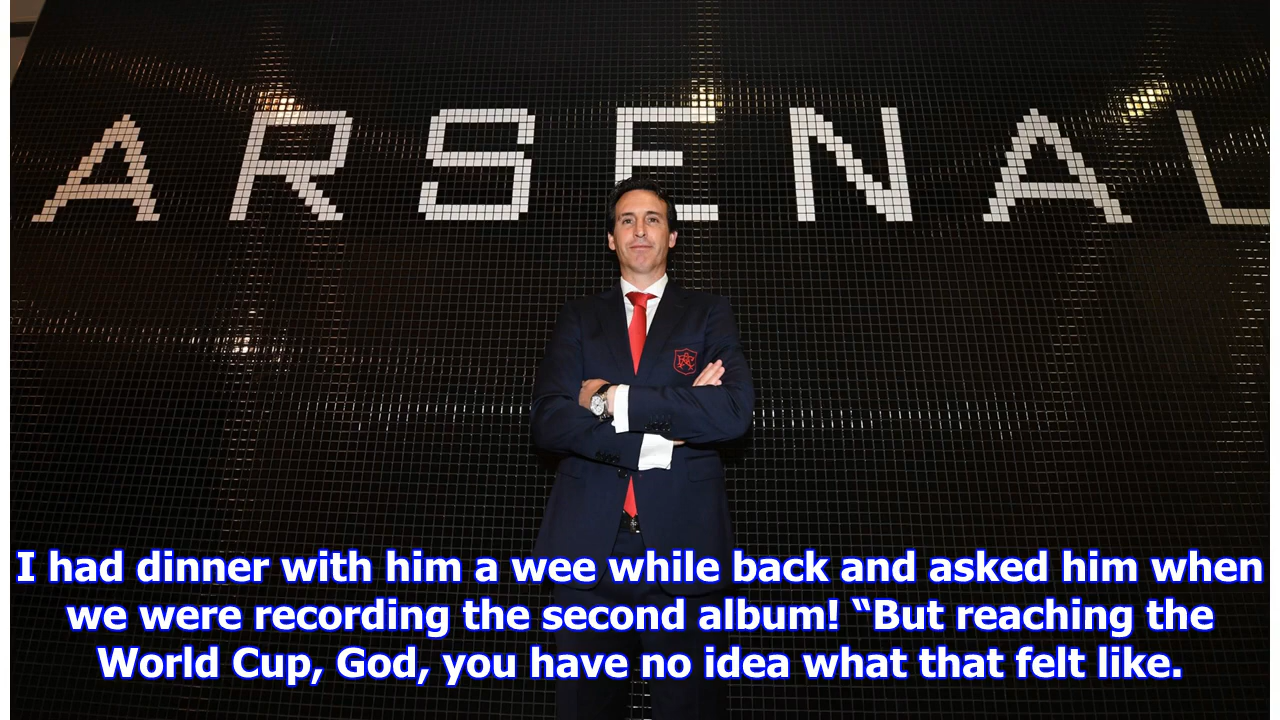 ARSENAL
I had dinner with him a wee while back and asked him when
we were recording the second album! “But reaching the
World Cup, God, you have no idea what that felt like.